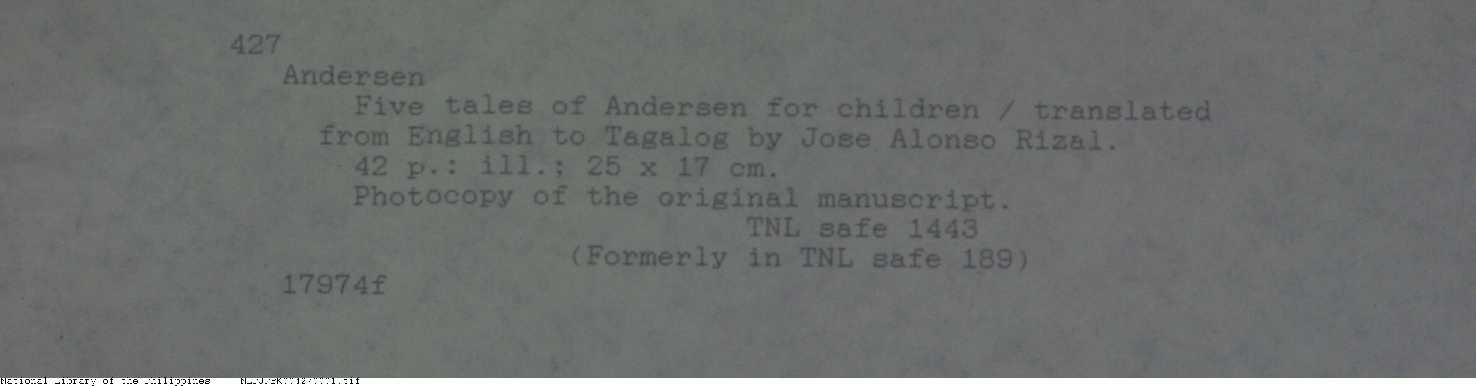 427
Andersen
Five tales of Andersen for children / translated
from English to Tagalog by Jose Alonso Rizal.
42 p.: ill.; 25 x 17 cm.
Photocopy of the original manuscript.
TNL safe 1443
(Formerly in TNL safe 189)
17974f
National Library of the Philippines